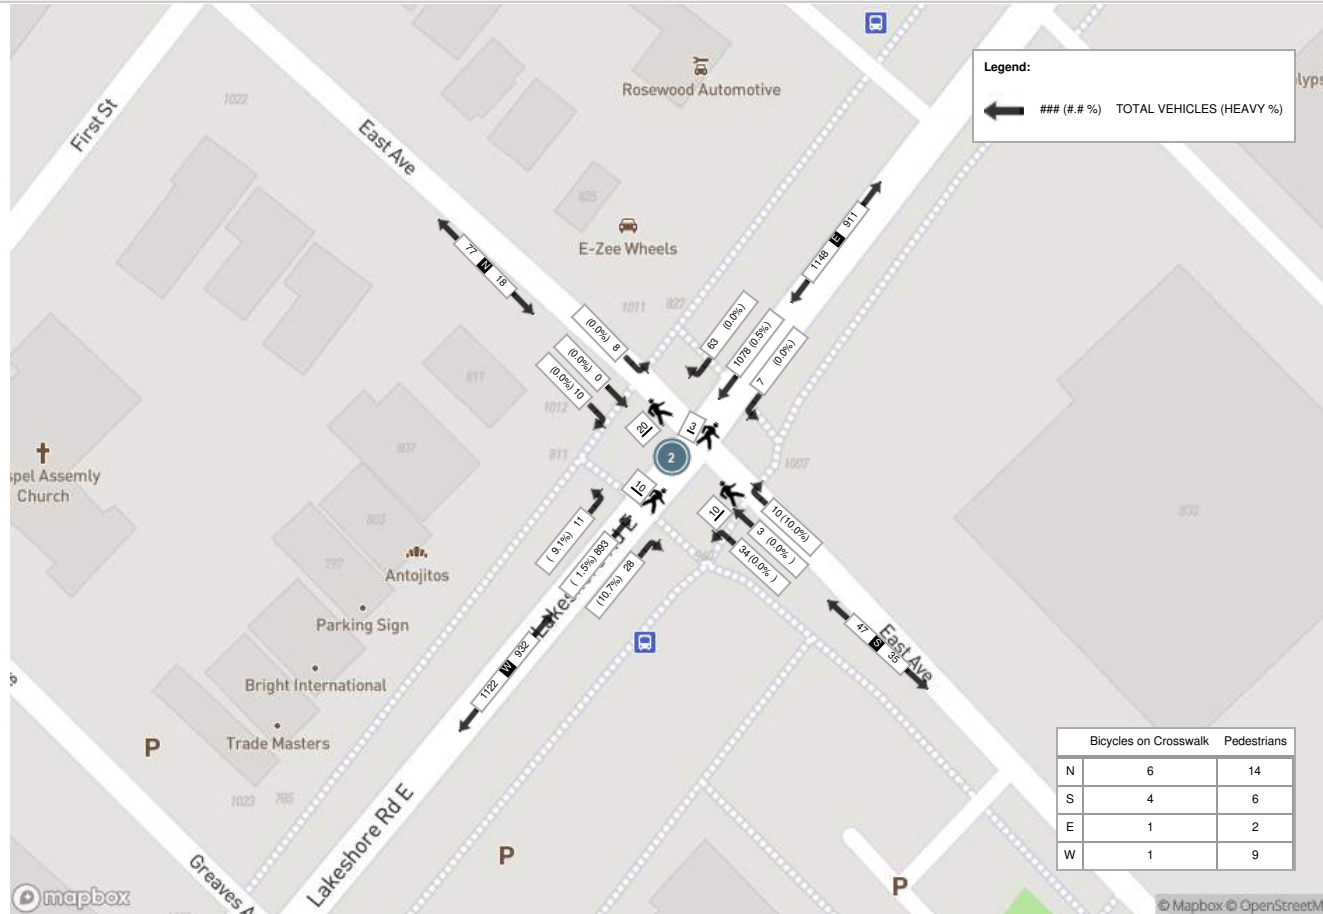 Legend:
### (#.# %) TOTAL VEHICLES (HEAVY %)
Rosewood Automotive
1022
First St
East Ave
825
E-Zee Wheels
1011
827
77 N 18
1148 E 911
(0.0%) 8
(0.0%) 0
(0.0%) 10
63 (0.0%)
1078 (0.5%)
7 (0.0%)
811
1012
807
811
20
3
2
10
10
1007
830
spel Assemly
Church
803
797
Antojitos
Parking Sign
Bright International
Trade Masters
( 9.1%) 11
( 1.5%) 893
(10.7%) 28
10 (10.0%)
3 (0.0% )
34 (0.0% )
1122 W 932
47 S 35
East Ave
P
1023
785
Lakeshore Rd E
Greaves A
P
P
Bicycles on Crosswalk Pedestrians
N 6 14
S 4 6
E 1 2
W 1 9
mapbox
© Mapbox © OpenStreetM